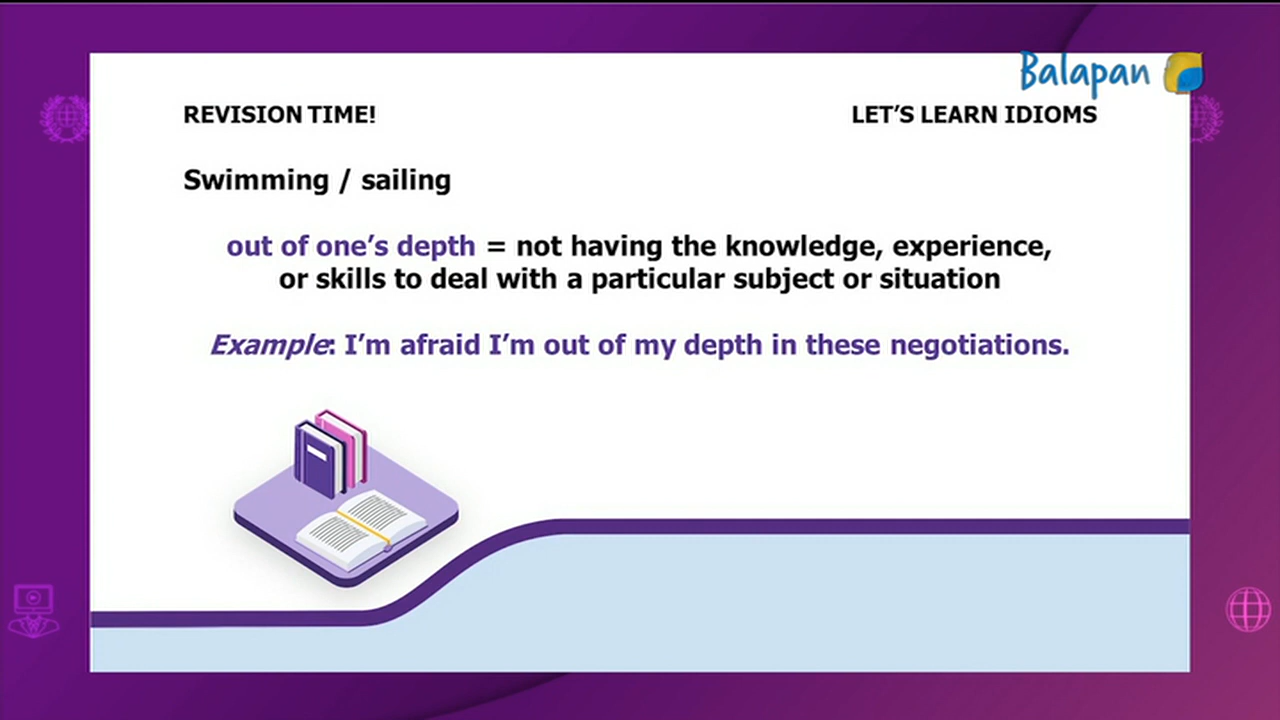 Balapan
REVISION TIME!
LET’S LEARN IDIOMS
Swimming / sailing
out of one’s depth = not having the knowledge, experience,
or skills to deal with a particular subject or situation
Example: I’m afraid I’m out of my depth in these negotiations.